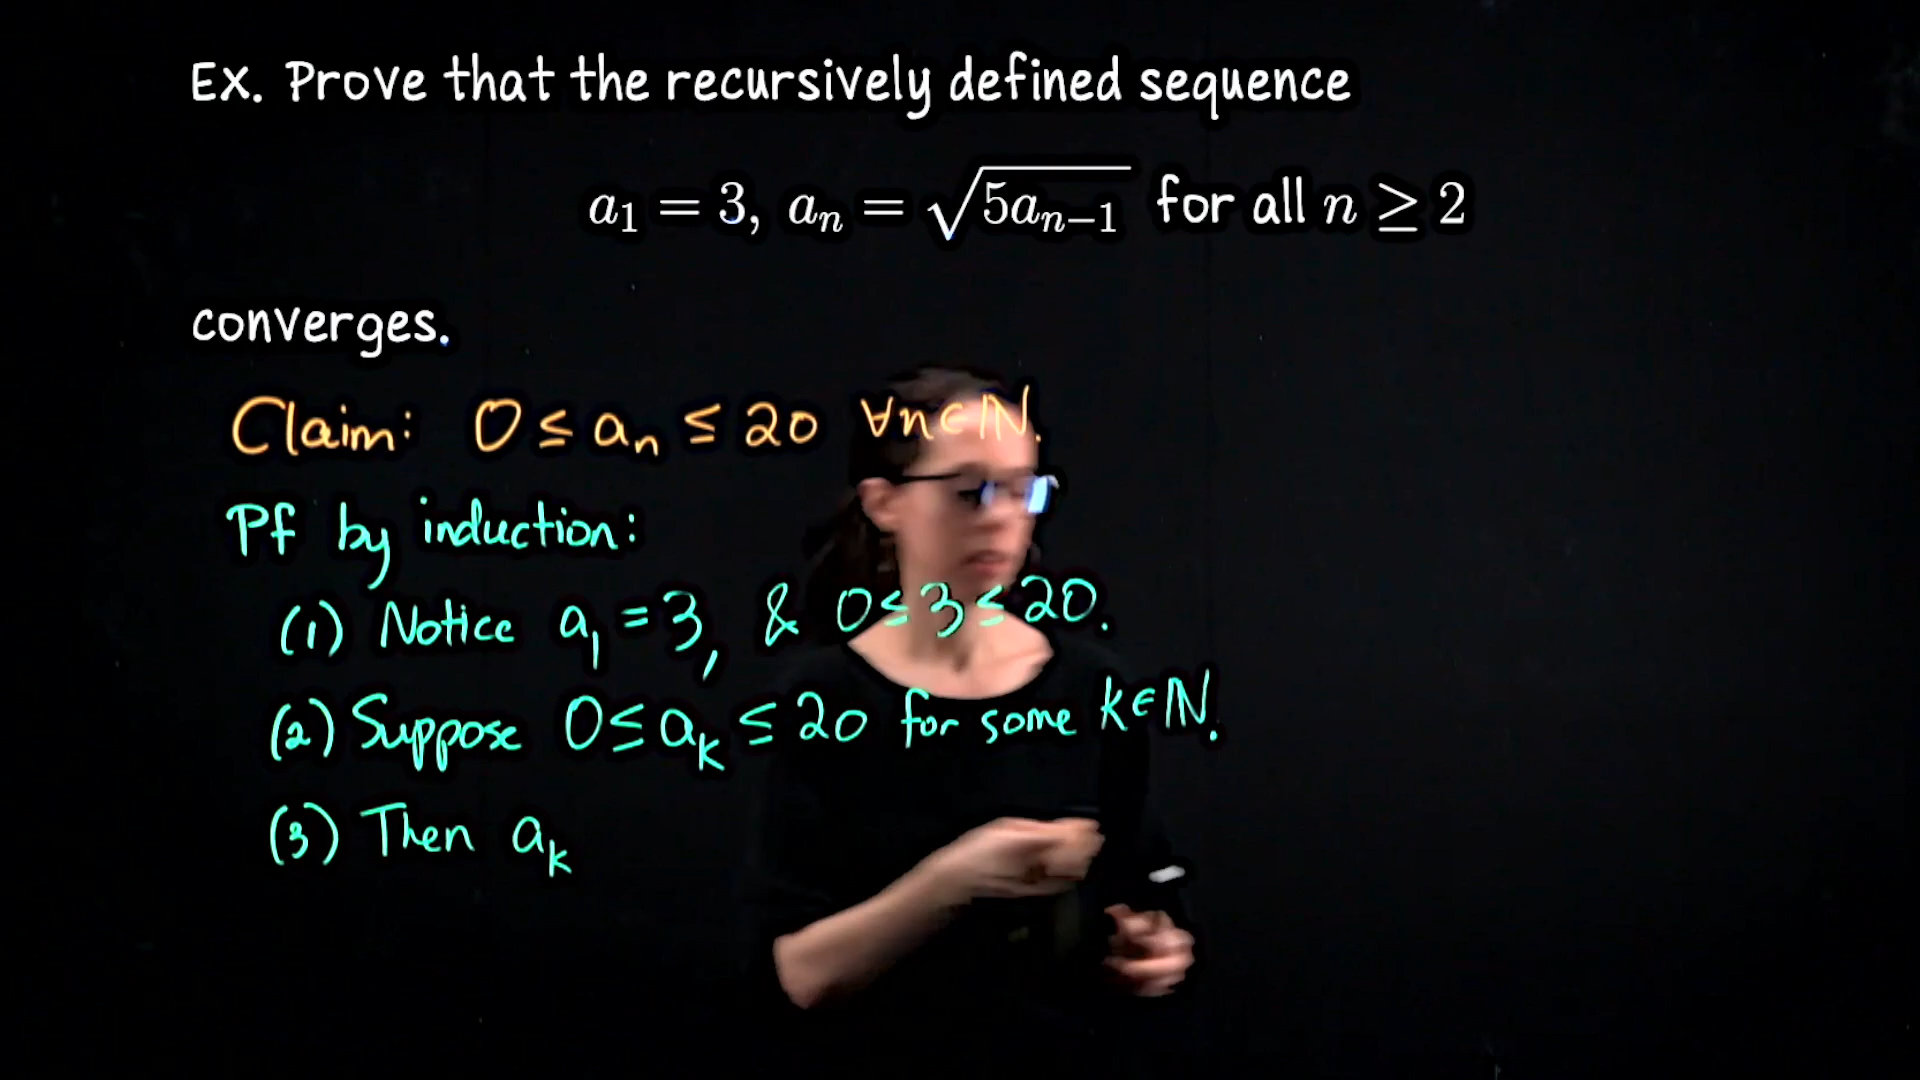 Ex. Prove that the recursively defined sequence
a₁ = 3, aₙ = √(5aₙ₋₁) for all n ≥ 2
converges.
Claim: 0 ≤ aₙ ≤ 20 ∀n∈ℕ.
Pf by induction:
(1) Notice a₁ = 3, & 0 ≤ 3 ≤ 20.
(2) Suppose 0 ≤ aₖ ≤ 20 for some k∈ℕ.
(3) Then aₖ